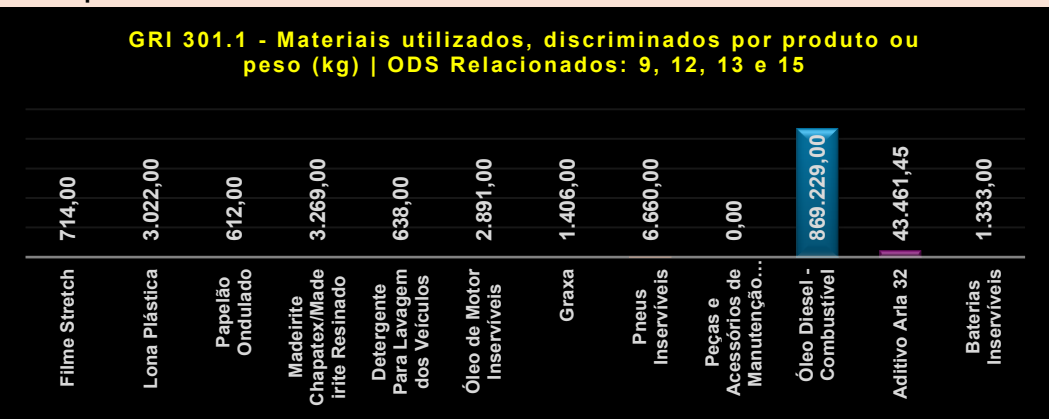 GRI 301.1 - Materiais utilizados, discriminados por produto ou
peso (kg) | ODS Relacionados: 9, 12, 13 e 15
714,00
3.022,00
612,00
3.269,00
638,00
2.891,00
1.406,00
6.660,00
0,00
869.229,00
43.461,45
1.333,00
Filme Stretch
Lona Plástica
Papelão
Ondulado
Madeirite
Chapatex/Made
irite Resinado
Detergente
Para Lavagem
dos Veículos
Óleo de Motor
Inservíveis
Graxa
Pneus
Inservíveis
Peças e
Acessórios de
Manutenção...
Óleo Diesel -
Combustível
Aditivo Arla 32
Baterias
Inservíveis